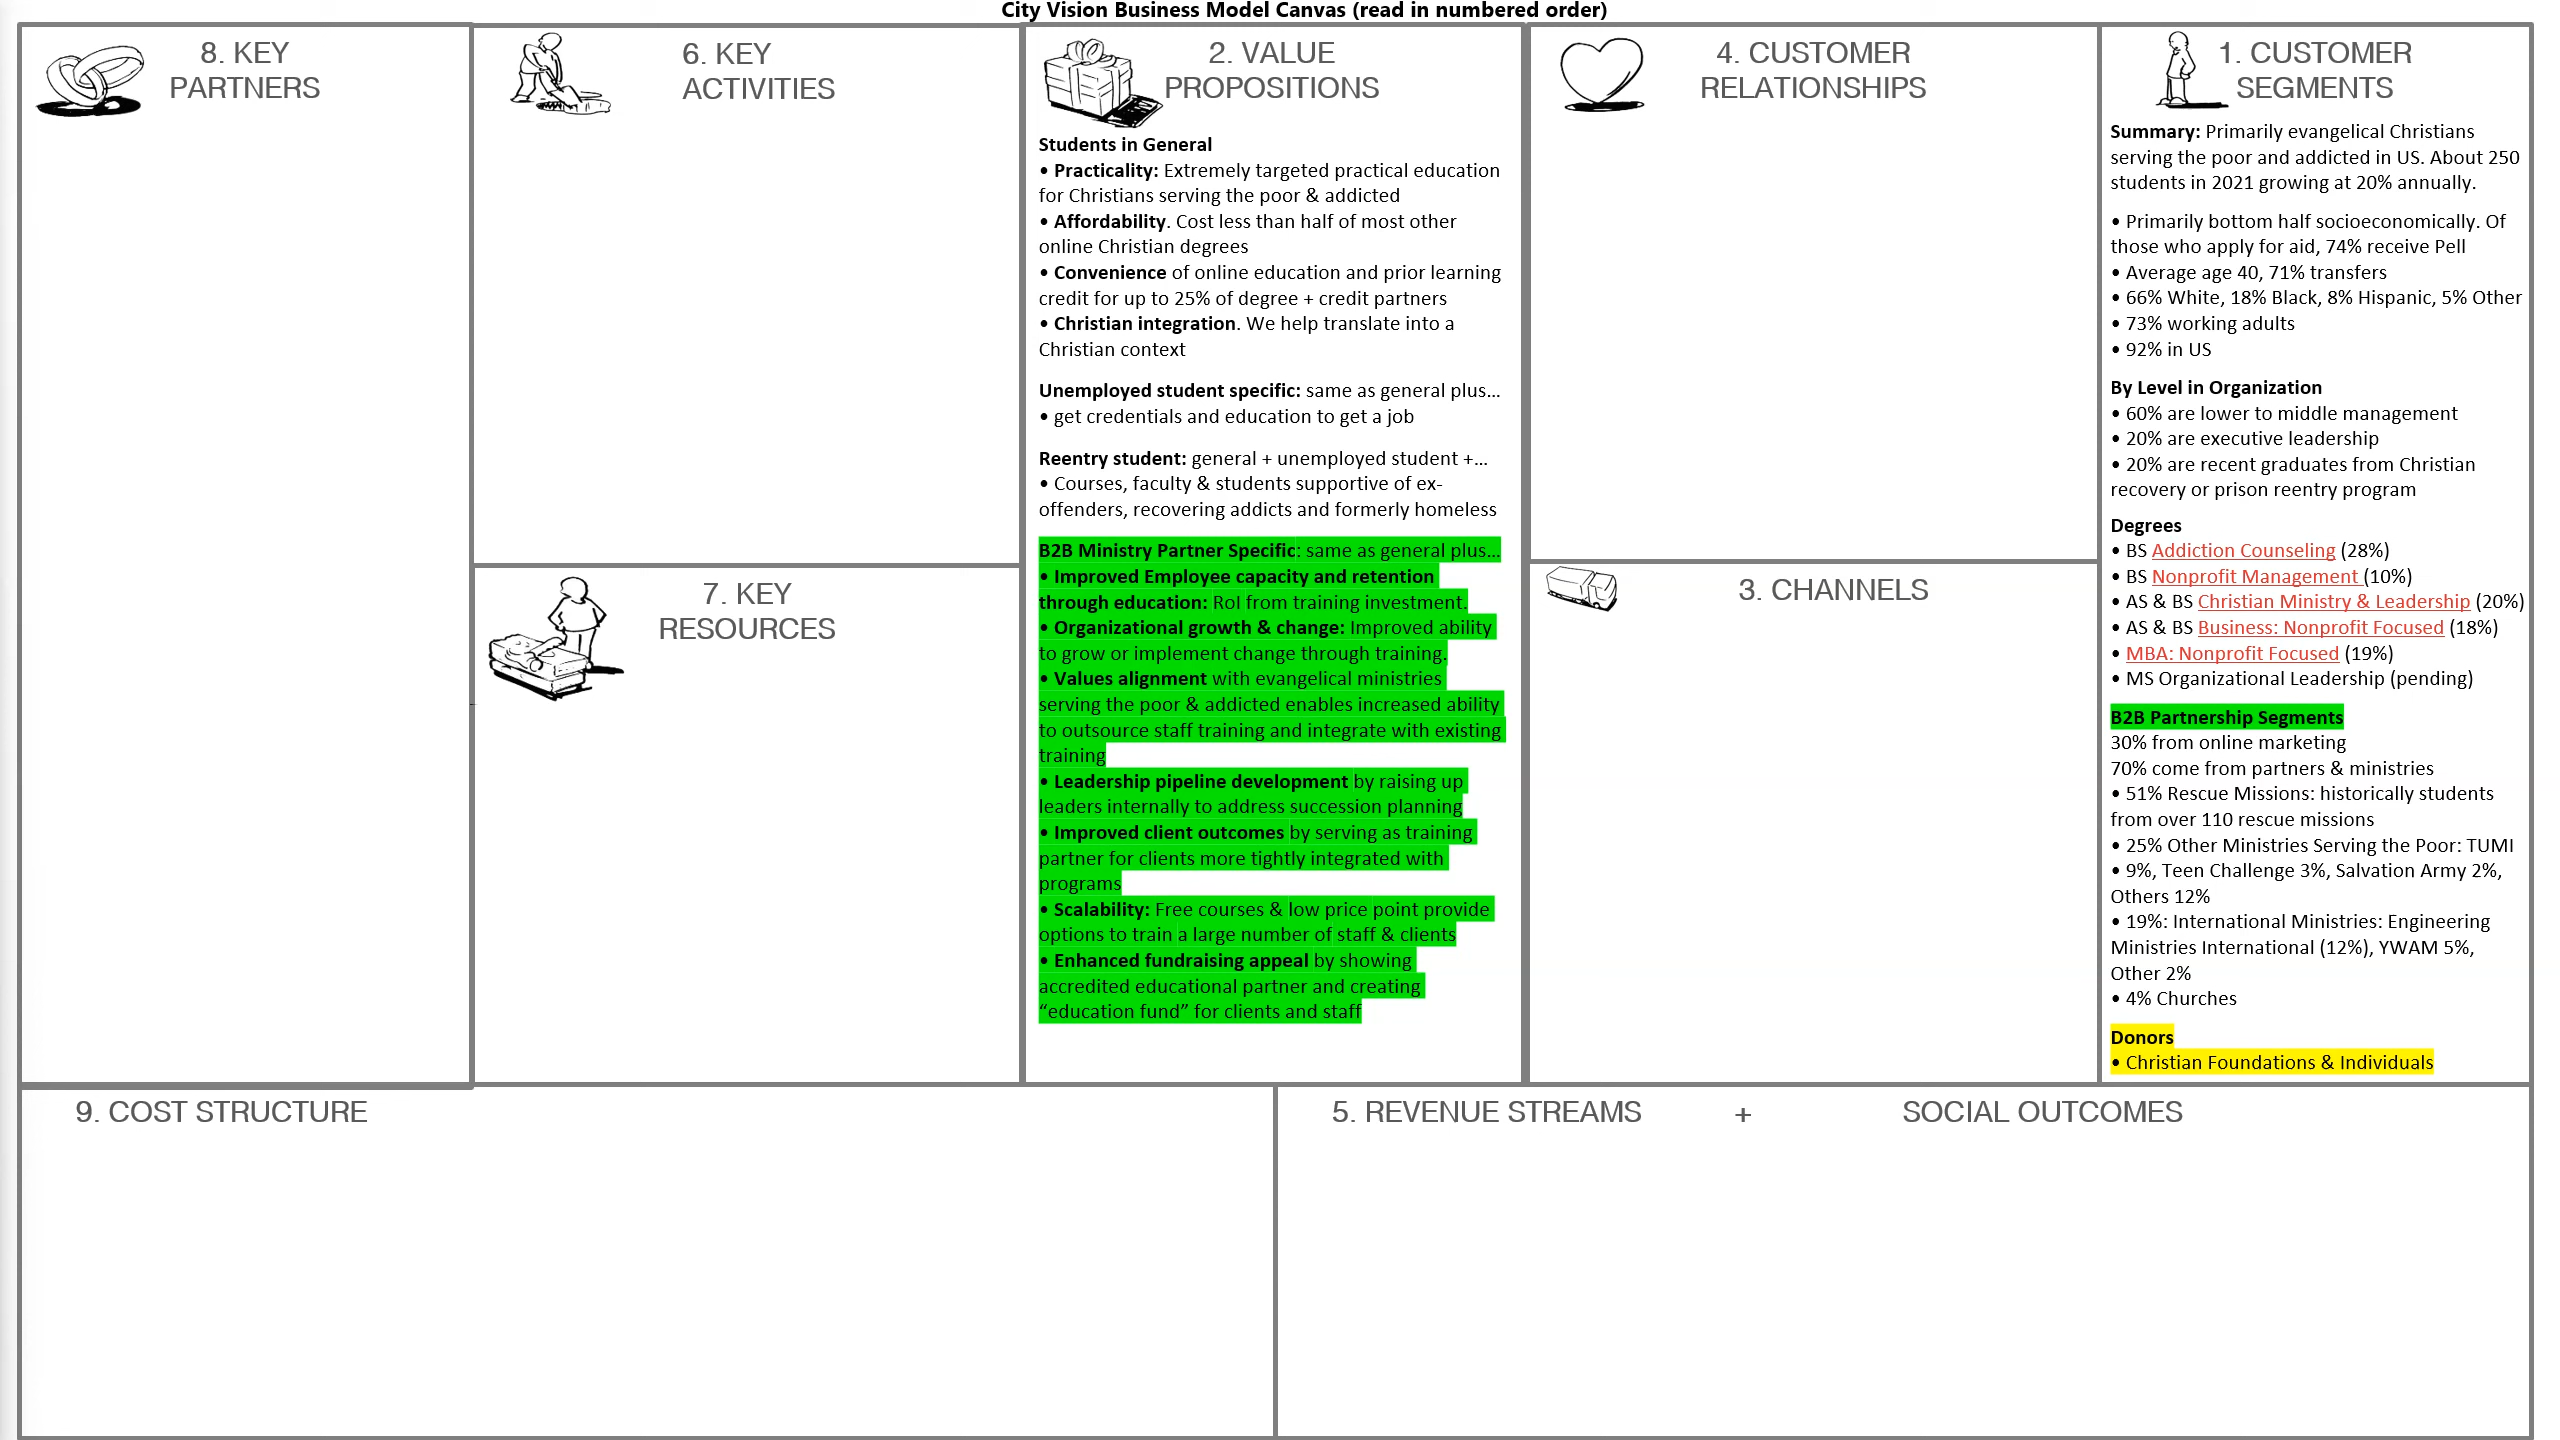 City Vision Business Model Canvas (read in numbered order)
8. KEY
PARTNERS
6. KEY
ACTIVITIES
7. KEY
RESOURCES
2. VALUE
PROPOSITIONS
Students in General
• Practicality: Extremely targeted practical education
for Christians serving the poor & addicted
• Affordability. Cost less than half of most other
online Christian degrees
• Convenience of online education and prior learning
credit for up to 25% of degree + credit partners
• Christian integration. We help translate into a
Christian context
Unemployed student specific: same as general plus...
• get credentials and education to get a job
Reentry student: general + unemployed student +...
• Courses, faculty & students supportive of ex-
offenders, recovering addicts and formerly homeless
B2B Ministry Partner Specific: same as general plus...
• Improved Employee capacity and retention
through education: RoI from training investment.
• Organizational growth & change: Improved ability
to grow or implement change through training.
• Values alignment with evangelical ministries
serving the poor & addicted enables increased ability
to outsource staff training and integrate with existing
training
• Leadership pipeline development by raising up
leaders internally to address succession planning
• Improved client outcomes by serving as training
partner for clients more tightly integrated with
programs
• Scalability: Free courses & low price point provide
options to train a large number of staff & clients
• Enhanced fundraising appeal by showing
accredited educational partner and creating
“education fund” for clients and staff
4. CUSTOMER
RELATIONSHIPS
3. CHANNELS
1. CUSTOMER
SEGMENTS
Summary: Primarily evangelical Christians
serving the poor and addicted in US. About 250
students in 2021 growing at 20% annually.
• Primarily bottom half socioeconomically. Of
those who apply for aid, 74% receive Pell
• Average age 40, 71% transfers
• 66% White, 18% Black, 8% Hispanic, 5% Other
• 73% working adults
• 92% in US
By Level in Organization
• 60% are lower to middle management
• 20% are executive leadership
• 20% are recent graduates from Christian
recovery or prison reentry program
Degrees
• BS Addiction Counseling (28%)
• BS Nonprofit Management (10%)
• AS & BS Christian Ministry & Leadership (20%)
• AS & BS Business: Nonprofit Focused (18%)
• MBA: Nonprofit Focused (19%)
• MS Organizational Leadership (pending)
B2B Partnership Segments
30% from online marketing
70% come from partners & ministries
• 51% Rescue Missions: historically students
from over 110 rescue missions
• 25% Other Ministries Serving the Poor: TUMI
• 9%, Teen Challenge 3%, Salvation Army 2%,
Others 12%
• 19%: International Ministries: Engineering
Ministries International (12%), YWAM 5%,
Other 2%
• 4% Churches
Donors
• Christian Foundations & Individuals
9. COST STRUCTURE
5. REVENUE STREAMS + SOCIAL OUTCOMES